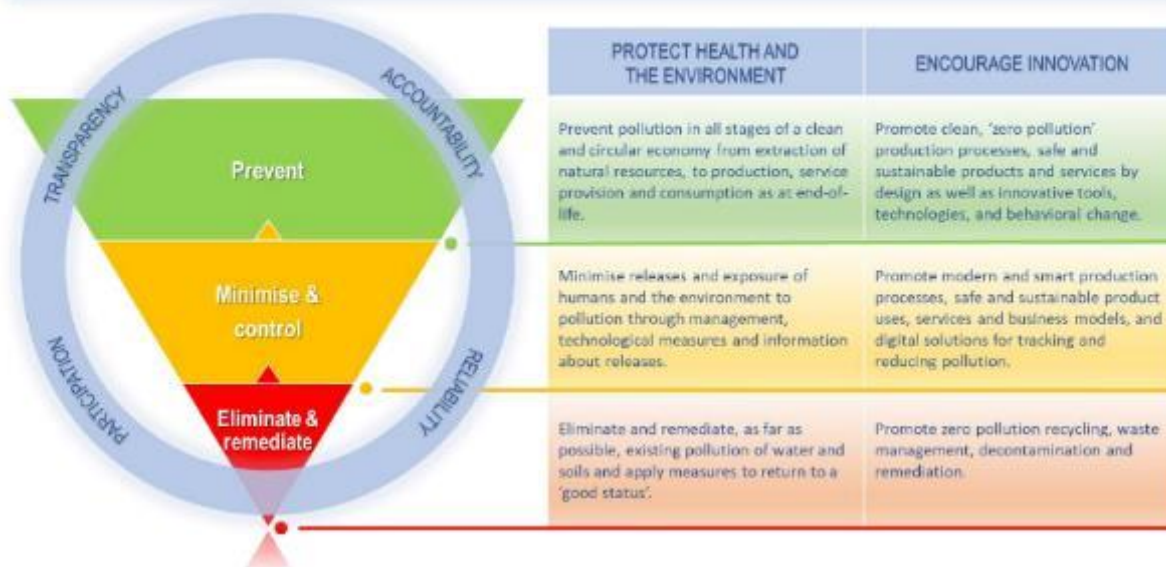 TRANSPARENCY
ACCOUNTABILITY
PARTICIPATION
RELIABILITY
Prevent
Minimise &
control
Eliminate &
remediate
PROTECT HEALTH AND
THE ENVIRONMENT
ENCOURAGE INNOVATION
Prevent pollution in all stages of a clean
and circular economy from extraction of
natural resources, to production, service
provision and consumption as at end-of-
life.
Promote clean, 'zero pollution'
production processes, safe and
sustainable products and services by
design as well as innovative tools,
technologies, and behavioral change.
Minimise releases and exposure of
humans and the environment to
pollution through management,
technological measures and information
about releases.
Promote modern and smart production
processes, safe and sustainable product
uses, services and business models, and
digital solutions for tracking and
reducing pollution.
Eliminate and remediate, as far as
possible, existing pollution of water and
soils and apply measures to return to a
'good status'.
Promote zero pollution recycling, waste
management, decontamination and
remediation.